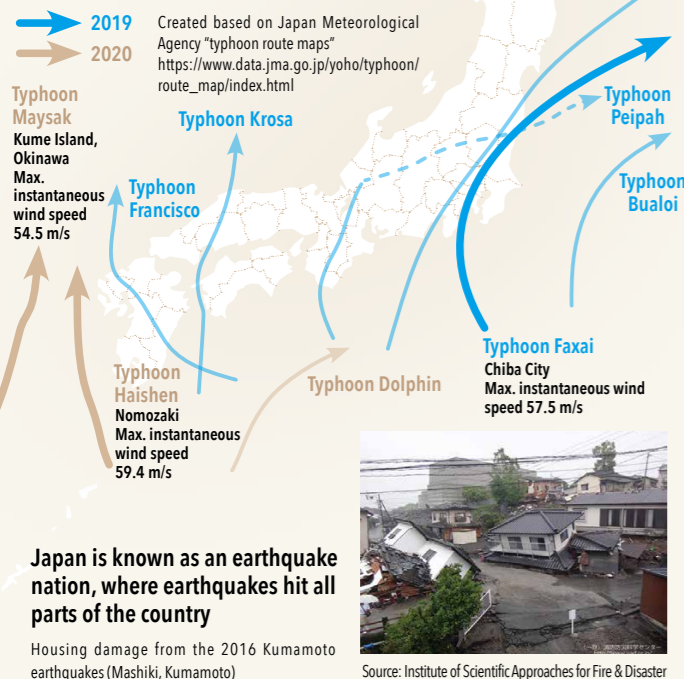 2019
2020
Created based on Japan Meteorological
Agency “typhoon route maps”
https://www.data.jma.go.jp/yoho/typhoon/
route_map/index.html
Typhoon
Maysak
Kume Island,
Okinawa
Max.
instantaneous
wind speed
54.5 m/s
Typhoon Krosa
Typhoon
Francisco
Typhoon
Peipah
Typhoon
Bualoi
Typhoon
Haishen
Nomozaki
Max. instantaneous
wind speed
59.4 m/s
Typhoon Dolphin
Typhoon Faxai
Chiba City
Max. instantaneous wind
speed 57.5 m/s
Japan is known as an earthquake
nation, where earthquakes hit all
parts of the country
Housing damage from the 2016 Kumamoto
earthquakes (Mashiki, Kumamoto)
Source: Institute of Scientific Approaches for Fire & Disaster